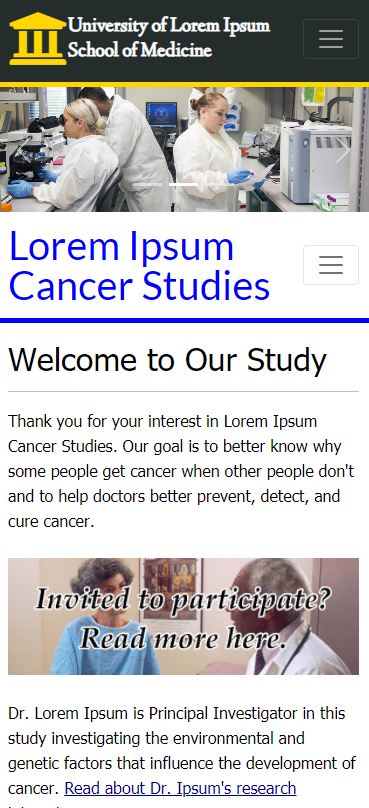 University of Lorem Ipsum
School of Medicine
Lorem Ipsum
Cancer Studies
Welcome to Our Study
Thank you for your interest in Lorem Ipsum
Cancer Studies. Our goal is to better know why
some people get cancer when other people don't
and to help doctors better prevent, detect, and
cure cancer.
Invited to participate?
Read more here.
Dr. Lorem Ipsum is Principal Investigator in this
study investigating the environmental and
genetic factors that influence the development of
cancer. Read about Dr. Ipsum's research